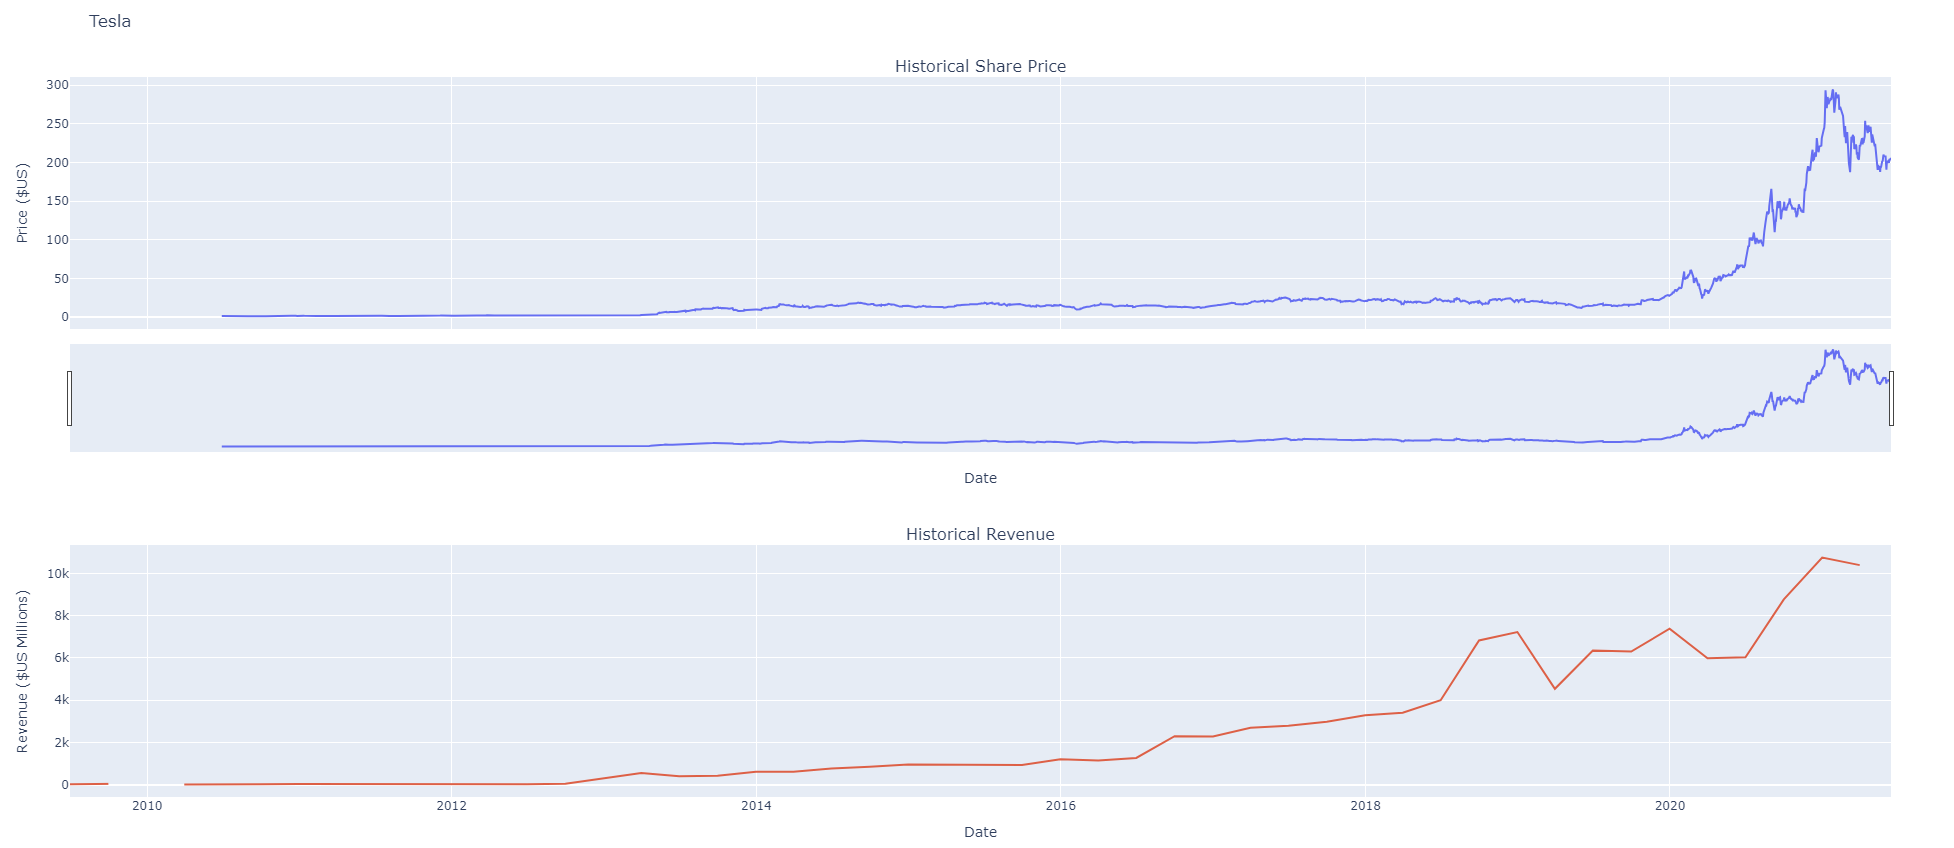 Tesla
Historical Share Price
300
250
200
150
100
50
0
Price ($US)
Date
Historical Revenue
10k
8k
6k
4k
2k
0
Revenue ($US Millions)
2010 2012 2014 2016 2018 2020
Date